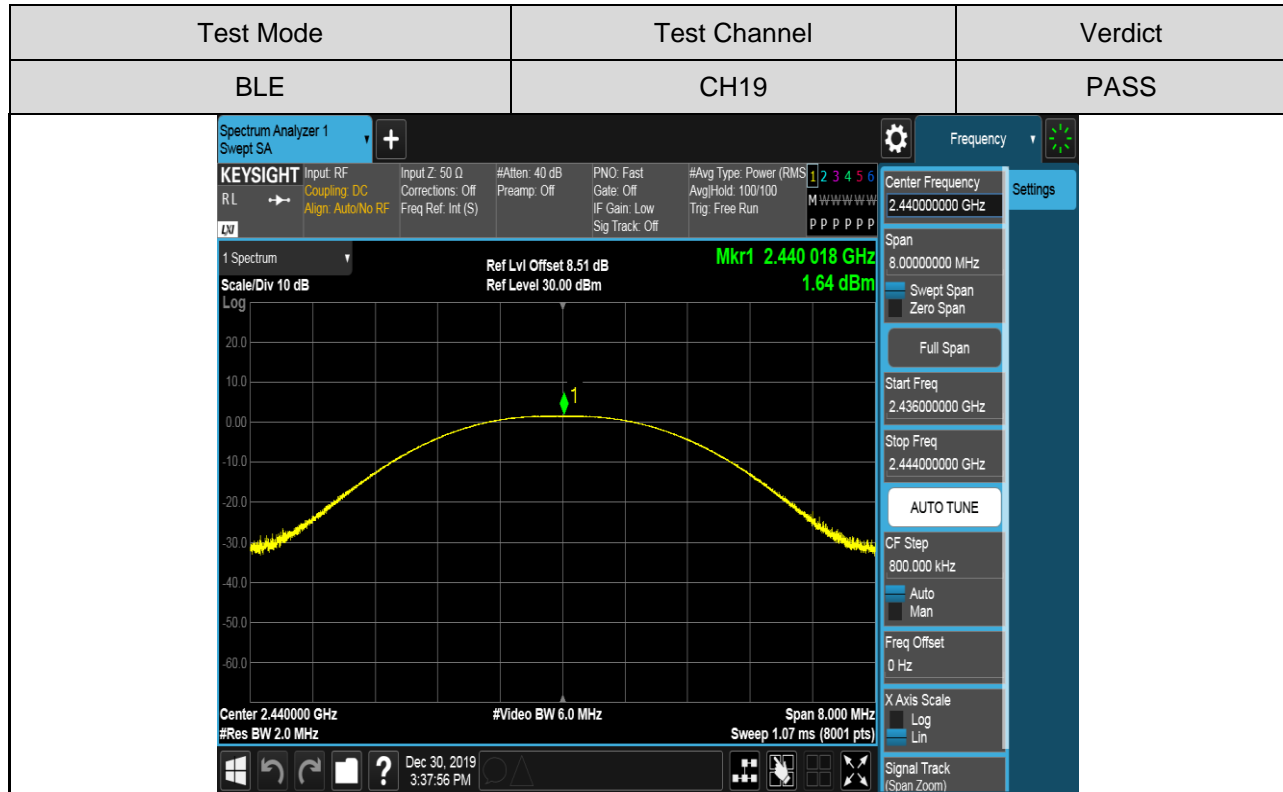 Test Mode
Test Channel
Verdict
BLE
CH19
PASS
Spectrum Analyzer 1
Swept SA
+
Frequency
KEYSIGHT
RL
LXI
Input: RF
Coupling: DC
Align: Auto/No RF
Input Z: 50 Ω
Corrections: Off
Freq Ref: Int (S)
#Atten: 40 dB
Preamp: Off
PNO: Fast
Gate: Off
IF Gain: Low
Sig Track: Off
#Avg Type: Power (RMS
Avg|Hold: 100/100
Trig: Free Run
1 2 3 4 5 6
M W W W W W
P P P P P P
1 Spectrum
Scale/Div 10 dB
Log
Ref Lvl Offset 8.51 dB
Ref Level 30.00 dBm
Mkr1 2.440 018 GHz
1.64 dBm
20.0
10.0
0.00
-10.0
-20.0
-30.0
-40.0
-50.0
-60.0
1
Center 2.440000 GHz
#Res BW 2.0 MHz
#Video BW 6.0 MHz
Span 8.000 MHz
Sweep 1.07 ms (8001 pts)
Center Frequency
2.440000000 GHz
Settings
Span
8.00000000 MHz
Swept Span
Zero Span
Full Span
Start Freq
2.436000000 GHz
Stop Freq
2.444000000 GHz
AUTO TUNE
CF Step
800.000 kHz
Auto
Man
Freq Offset
0 Hz
X Axis Scale
Log
Lin
Signal Track
(Span Zoom)
?
Dec 30, 2019
3:37:56 PM